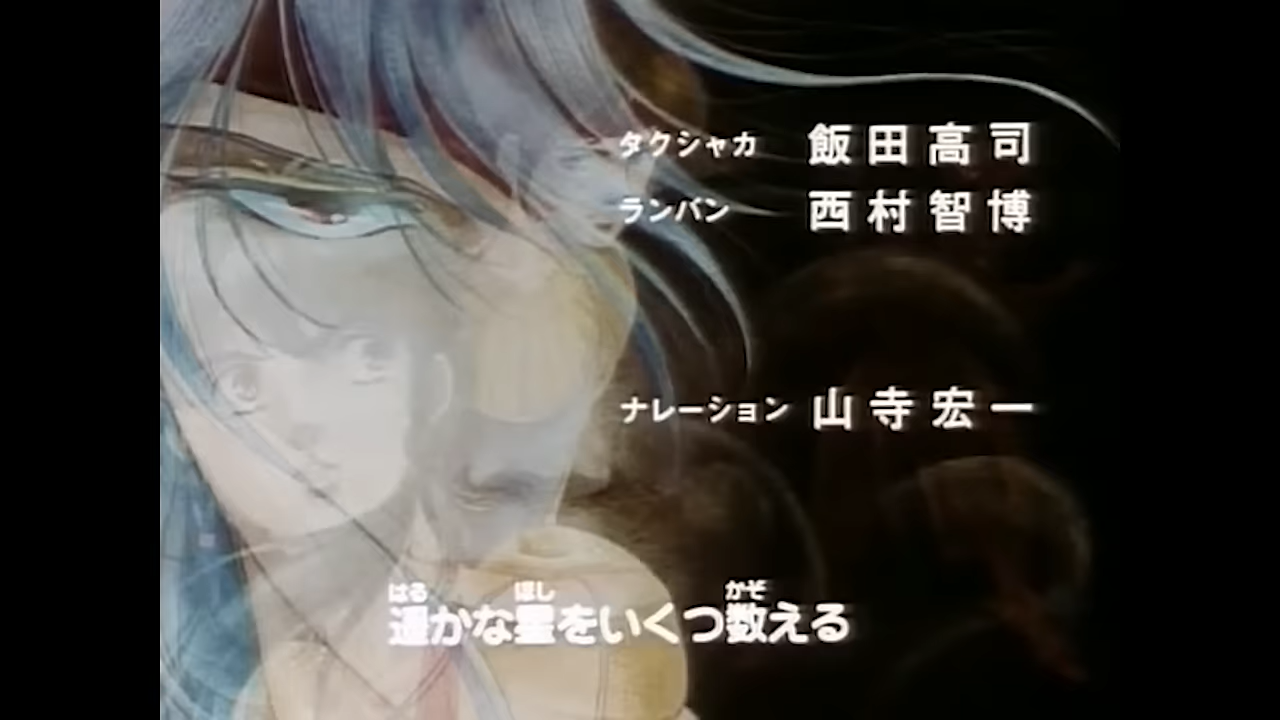 タクシャカ 飯田高司
ランバン 西村智博
ナレーション 山寺宏一
はる ほし かぞ
遥かな星をいくつ数える